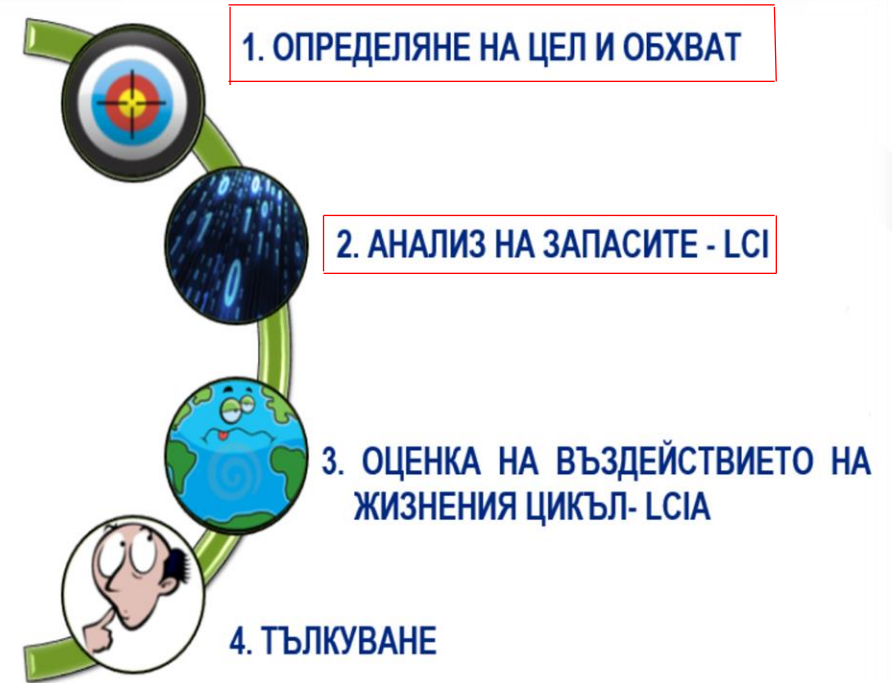 1. ОПРЕДЕЛЯНЕ НА ЦЕЛ И ОБХВАТ
2. АНАЛИЗ НА ЗАПАСИТЕ - LCI
3. ОЦЕНКА НА ВЪЗДЕЙСТВИЕТО НА
ЖИЗНЕНИЯ ЦИКЪЛ- LCIA
4. ТЪЛКУВАНЕ